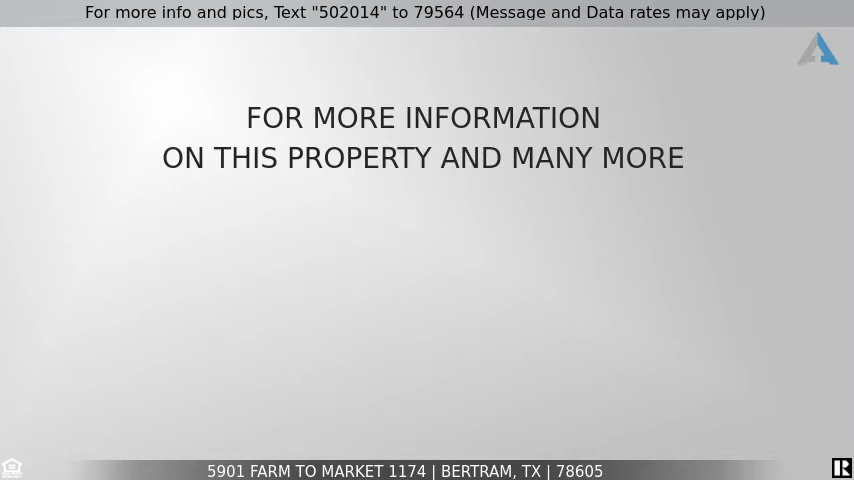 For more info and pics, Text "502014" to 79564 (Message and Data rates may apply)
FOR MORE INFORMATION
ON THIS PROPERTY AND MANY MORE
5901 FARM TO MARKET 1174 | BERTRAM, TX | 78605